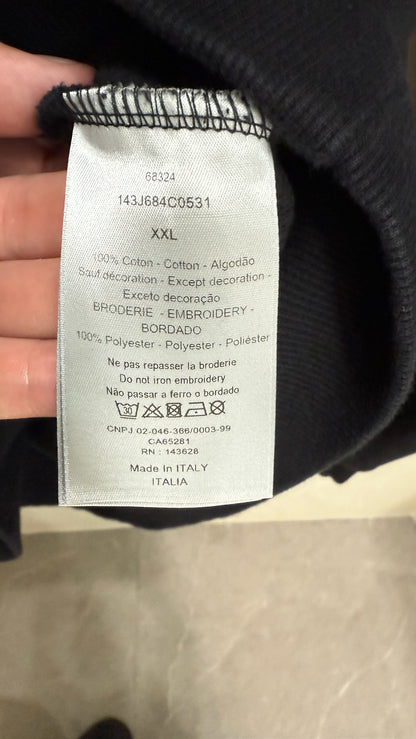 68324
143J684C0531
XXL
100% Coton - Cotton - Algodão
Sauf décoration - Except decoration -
Exceto decoração
BRODERIE - EMBROIDERY -
BORDADO
100% Polyester - Polyester - Poliéster
Ne pas repasser la broderie
Do not iron embroidery
Não passar a ferro o bordado
30
CNPJ 02-046-366/0003-99
CA65281
RN : 143628
Made In ITALY
ITALIA